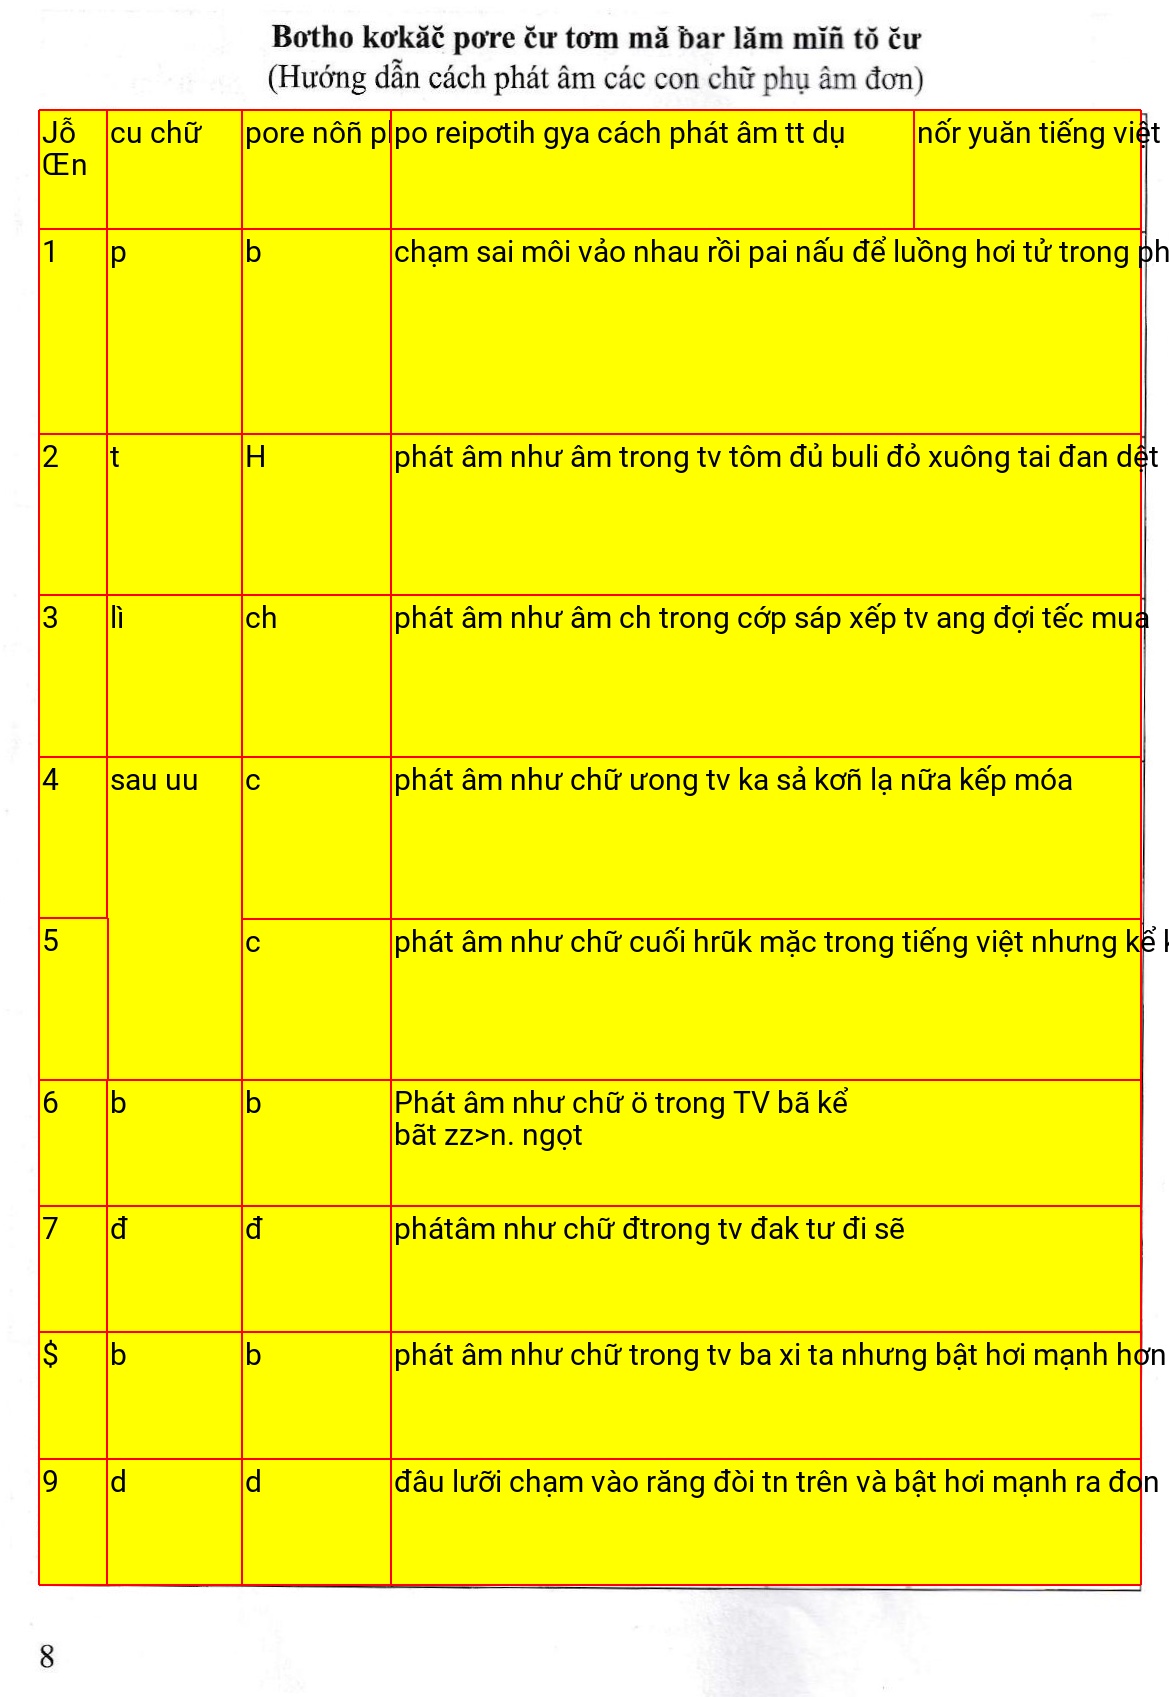 Bơtho kơkăč pơre čư tơm mă ƀar lăm mĭñ tŏ čư
(Hướng dẫn cách phát âm các con chữ phụ âm đơn)
Jỗ cu chữ pore nôñ p po reipơtih gya cách phát âm tt dụ nốr yuăn tiếng việt
Œn
1 p b chạm sai môi vảo nhau rồi pai nấu để luồng hơi tử trong ph
2 t H phát âm như âm trong tv tôm đủ buli đỏ xuông tai đan dệt
3 lì ch phát âm như âm ch trong cớp sáp xếp tv ang đợi tếc mua
4 sau uu c phát âm như chữ ương tv ka sả kơñ lạ nữa kếp móa
5 c phát âm như chữ cuối hrũk mặc trong tiếng việt nhưng kể
6 b b Phát âm như chữ ö trong TV bã kể
bãt zz>n. ngọt
7 đ đ phátâm như chữ đtrong tv đak tư đi sẽ
$ b b phát âm như chữ trong tv ba xi ta nhưng bật hơi mạnh hơn
9 d d đâu lưỡi chạm vào răng đòi tn trên và bật hơi mạnh ra đon
8